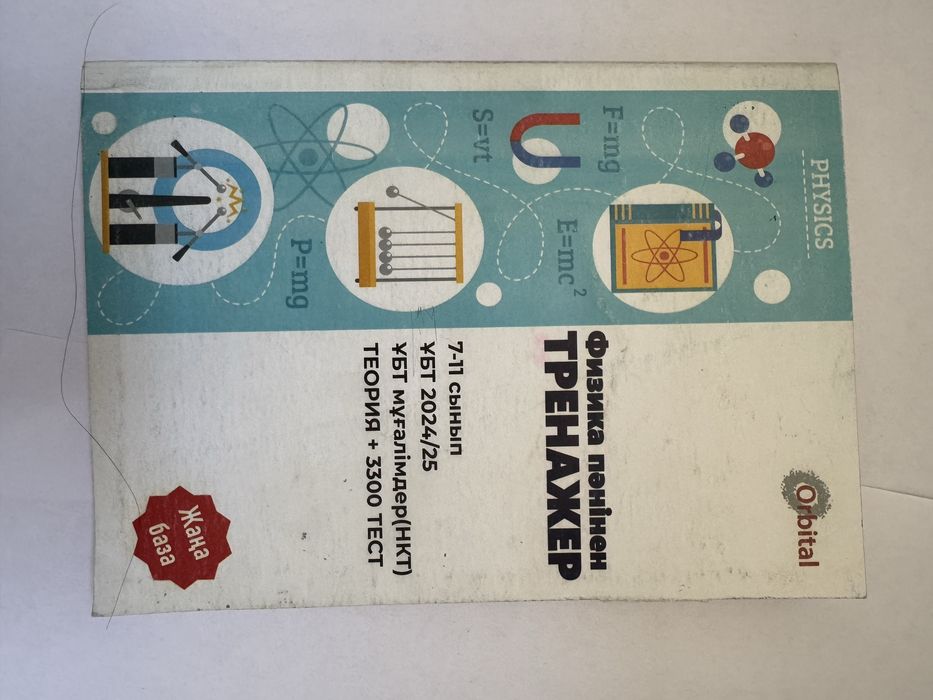 PHYSICS
F=mg
S=vt
E=mc²
P=mg
Orbital
Физика пәнінен
ТРЕНАЖЕР
7-11 сынып
ҰБТ 2024/25
ҰБТ мұғалімдер(НКТ)
ТЕОРИЯ + 3300 ТЕСТ
Жаңа
база